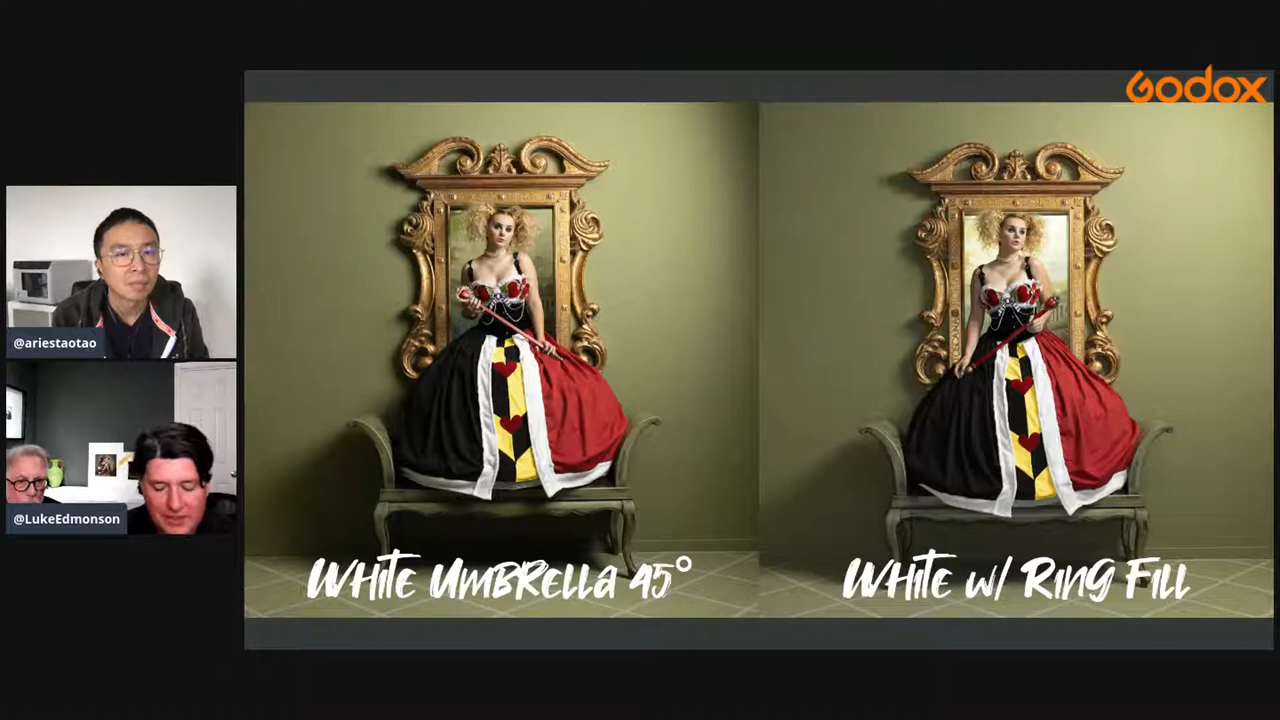 Godox
@ariestaotao
@LukeEdmonson
White Umbrella 45°
White w/ Ring Fill